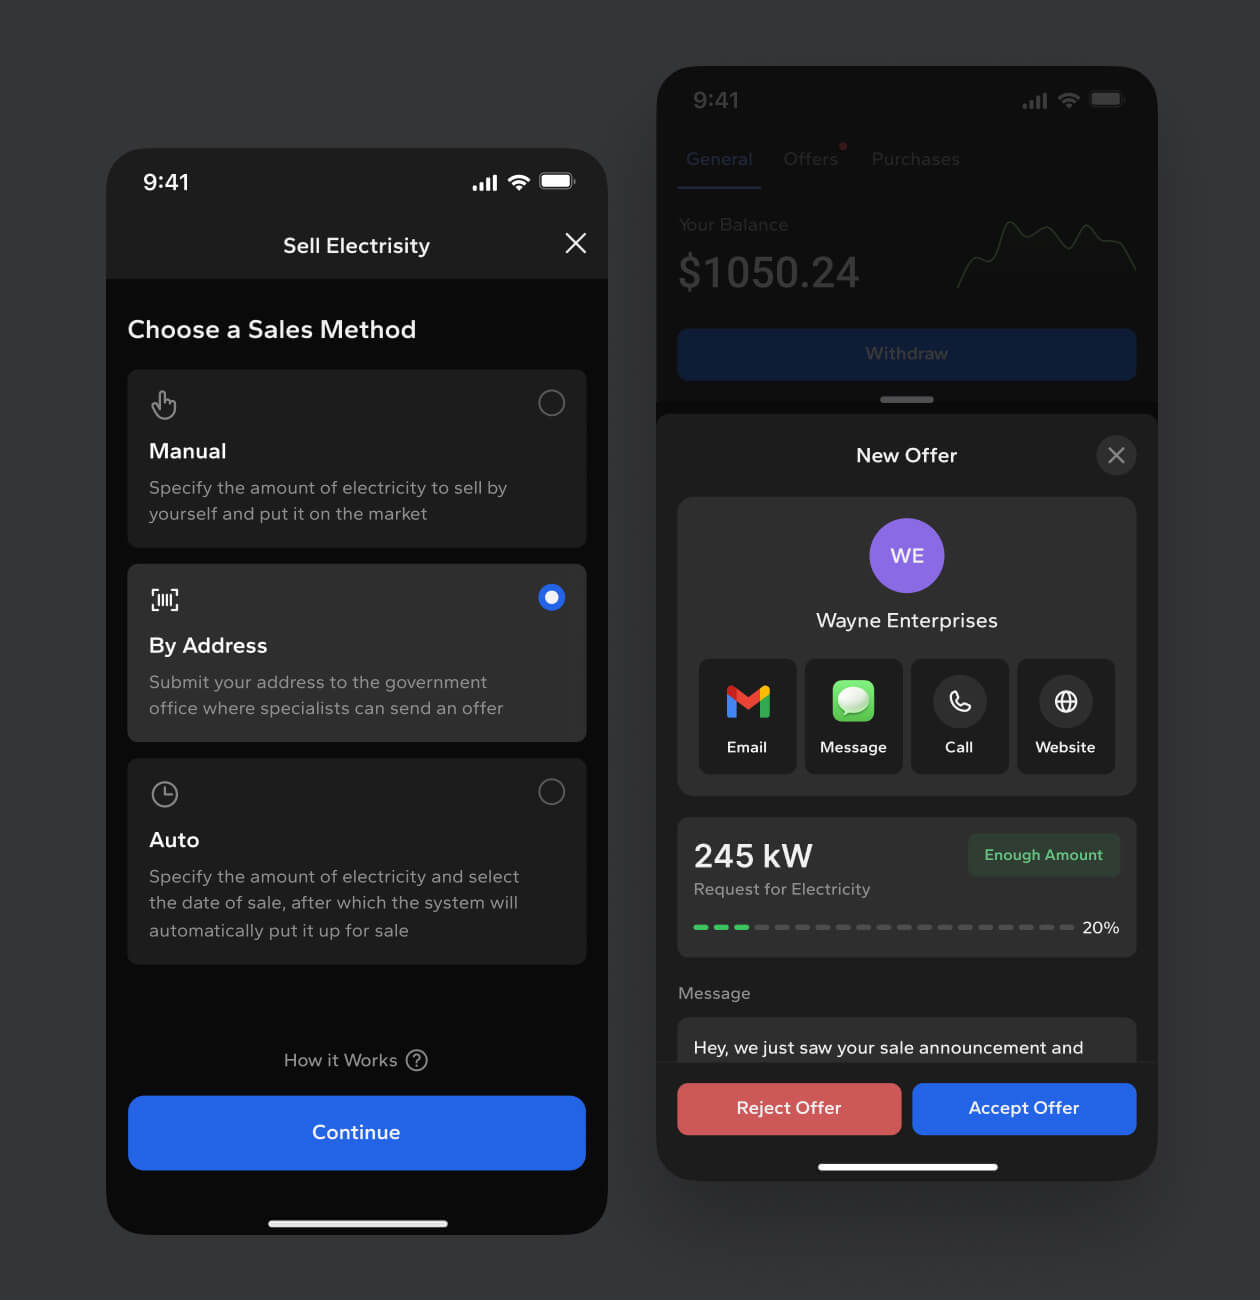 9:41
Sell Electrisity
Choose a Sales Method
Manual
Specify the amount of electricity to sell by
yourself and put it on the market
By Address
Submit your address to the government
office where specialists can send an offer
Auto
Specify the amount of electricity and select
the date of sale, after which the system will
automatically put it up for sale
How it Works ?
Continue
9:41
General Offers Purchases
Your Balance
$1050.24
Withdraw
New Offer
WE
Wayne Enterprises
Email Message Call Website
245 kW
Enough Amount
Request for Electricity
20%
Message
Hey, we just saw your sale announcement and
Reject Offer Accept Offer